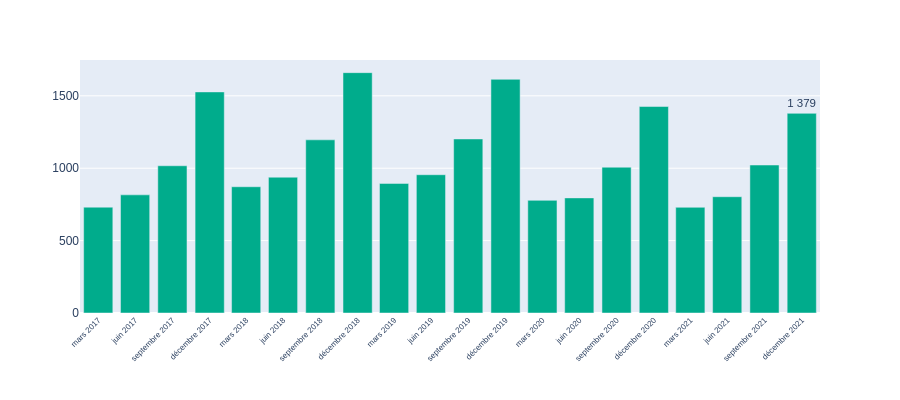 1 379
1500
1000
500
0
mars 2017
juin 2017
septembre 2017
décembre 2017
mars 2018
juin 2018
septembre 2018
décembre 2018
mars 2019
juin 2019
septembre 2019
décembre 2019
mars 2020
juin 2020
septembre 2020
décembre 2020
mars 2021
juin 2021
septembre 2021
décembre 2021